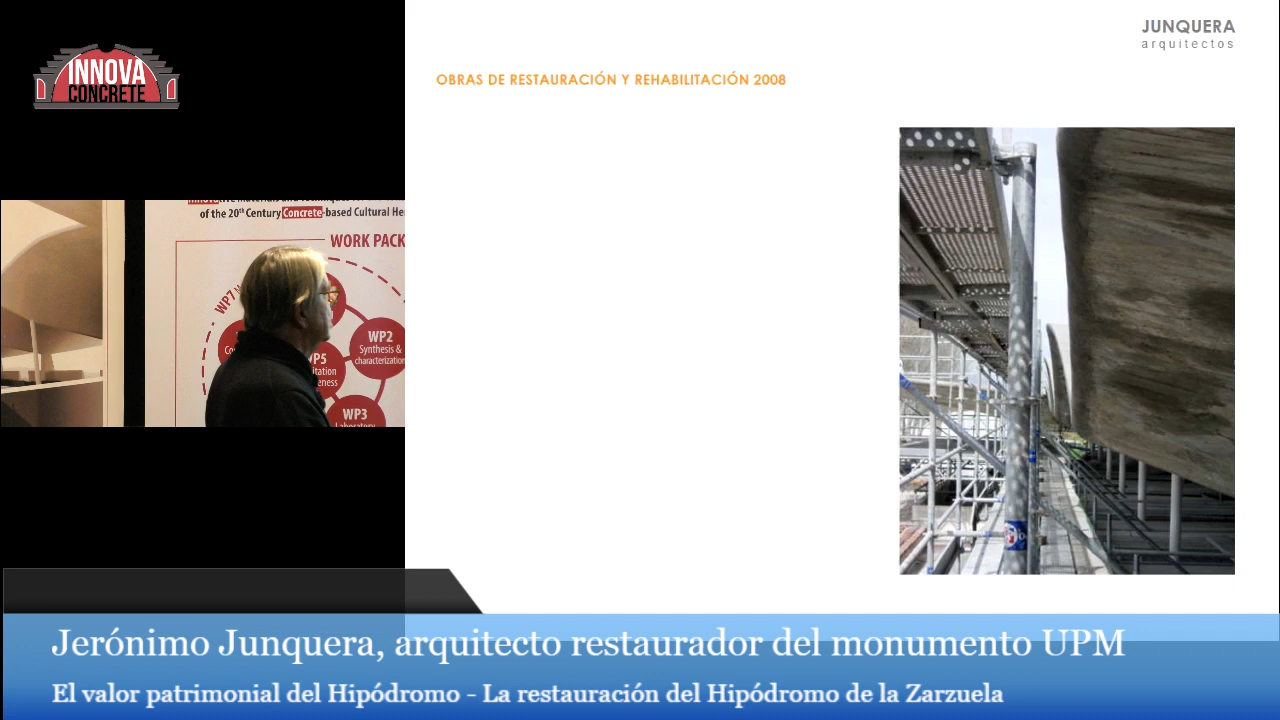 INNOVA
CONCRETE
JUNQUERA
arquitectos
OBRAS DE RESTAURACIÓN Y REHABILITACIÓN 2008
of the 20th Century Concrete-based Cultural He
WORK PACK
WP7
WP2
Synthesis &
characterization
WP5
WP3
Laboratory
Jerónimo Junquera, arquitecto restaurador del monumento UPM
El valor patrimonial del Hipódromo - La restauración del Hipódromo de la Zarzuela